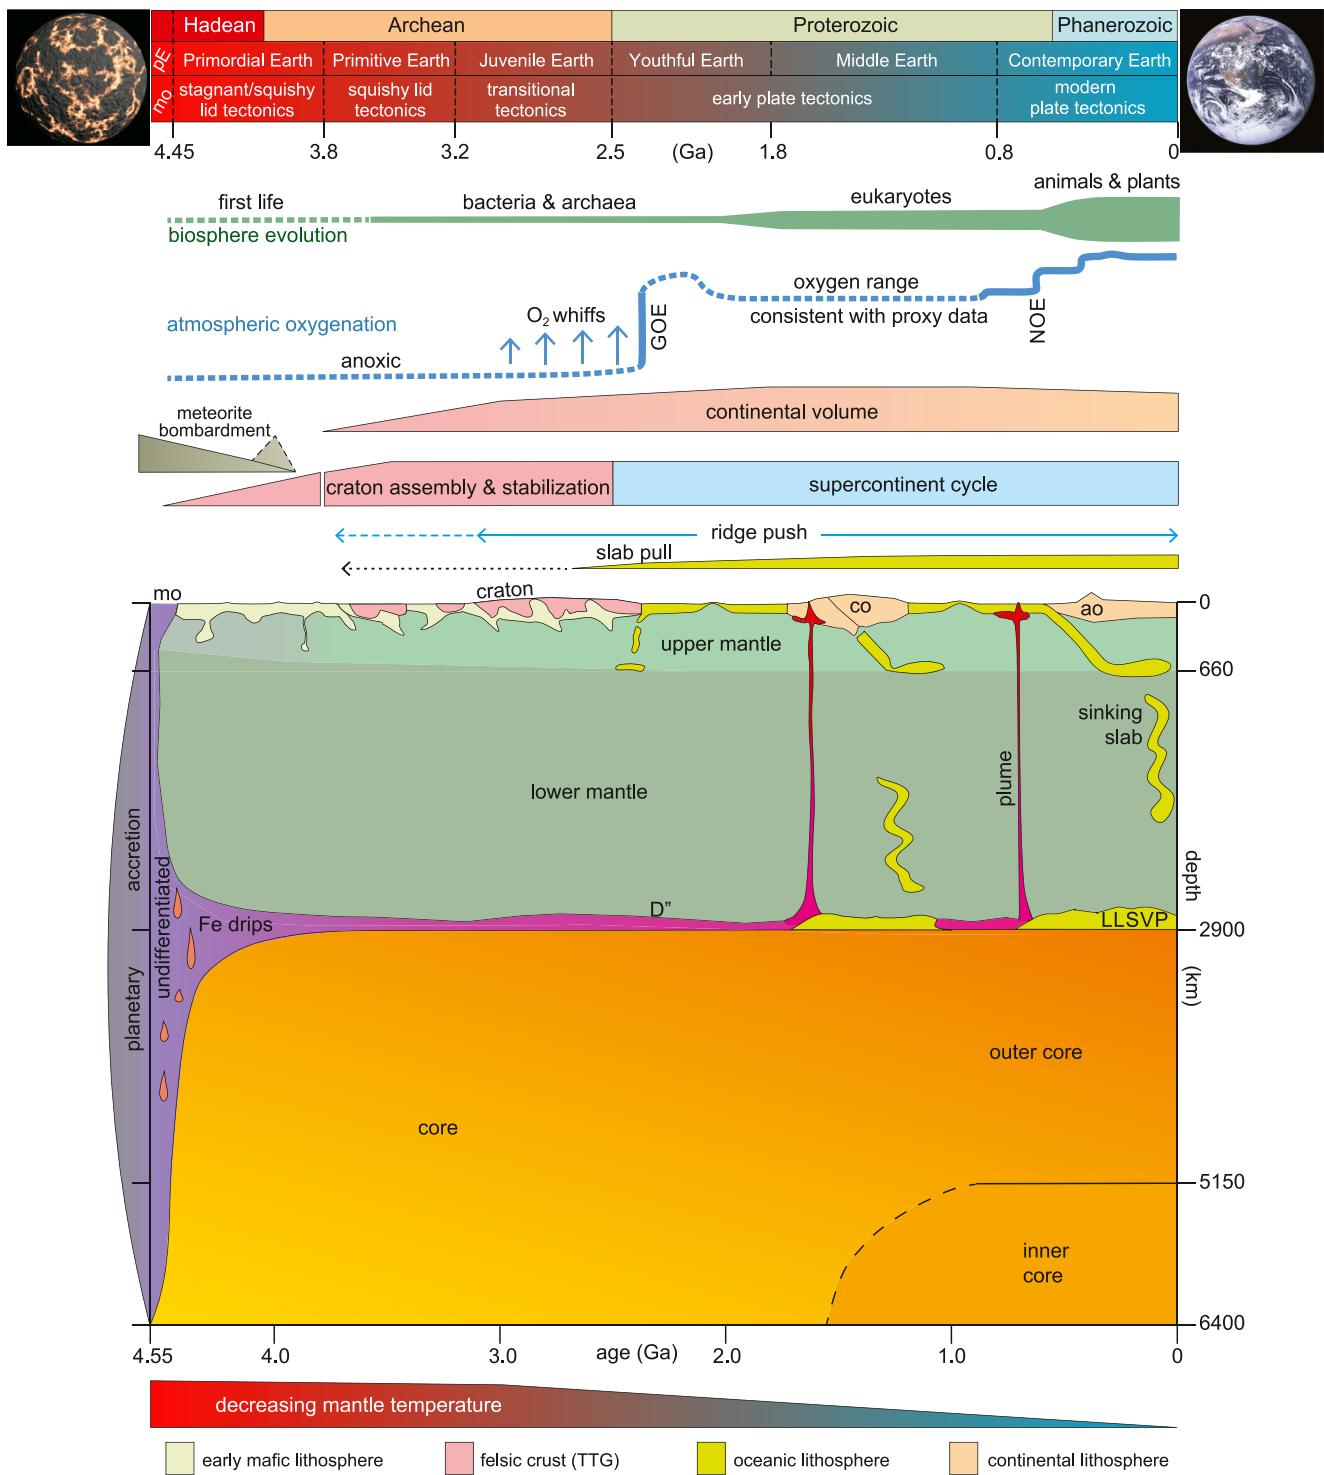 Hadean
Archean
Proterozoic
Phanerozoic
pE
Primordial Earth
Primitive Earth
Juvenile Earth
Youthful Earth
Middle Earth
Contemporary Earth
mo
stagnant/squishy
lid tectonics
squishy lid
tectonics
transitional
tectonics
early plate tectonics
modern
plate tectonics
4.45
3.8
3.2
2.5
(Ga)
1.8
0.8
0
first life
bacteria & archaea
eukaryotes
animals & plants
biosphere evolution
atmospheric oxygenation
anoxic
O2 whiffs
GOE
oxygen range
consistent with proxy data
NOE
continental volume
meteorite
bombardment
craton assembly & stabilization
supercontinent cycle
ridge push
slab pull
mo
craton
co
ao
0
upper mantle
660
sinking
slab
lower mantle
plume
accretion
planetary
undifferentiated
Fe drips
D"
LLSVP
depth
2900
(km)
outer core
core
5150
inner
core
6400
4.55
4.0
3.0
age (Ga)
2.0
1.0
0
decreasing mantle temperature
early mafic lithosphere
felsic crust (TTG)
oceanic lithosphere
continental lithosphere